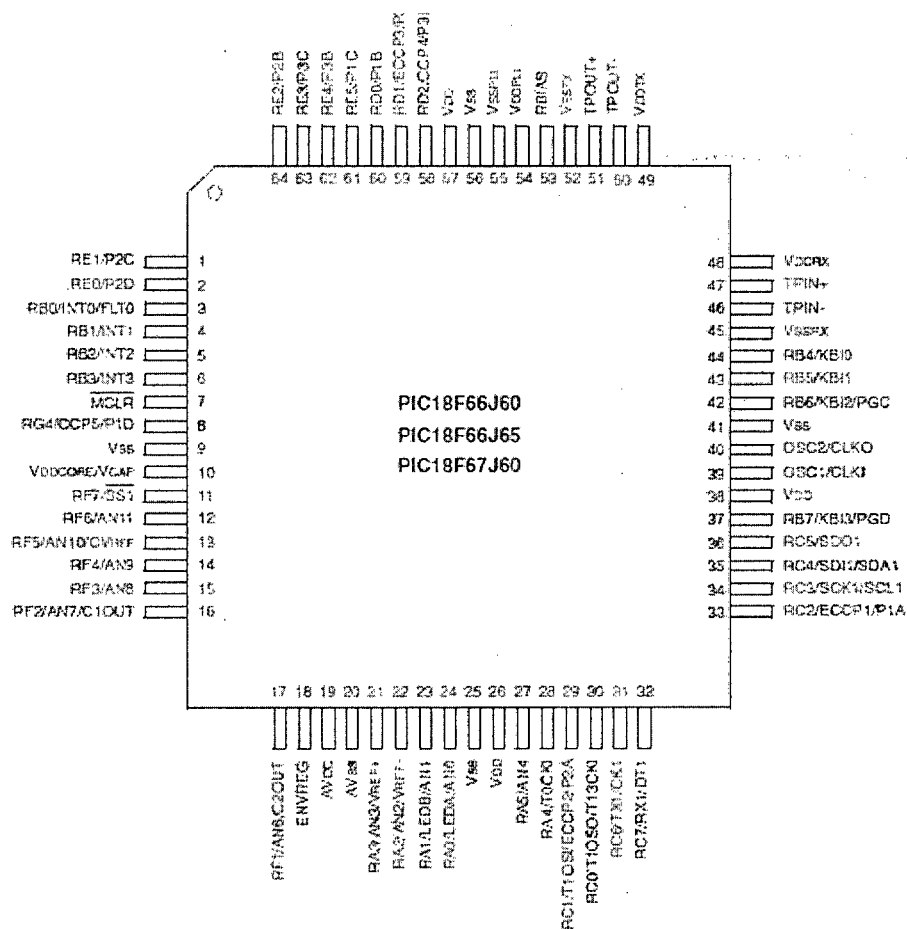 RE2/P2B
RE3/P3C
RE4/P3B
RE5/P1C
RD0/P1B
RD1/ECCP3/P
RD2/CCP4/P3
VDD
VSS
VSSPLL
VDDPLL
RBIAS
VSSTX
TPOUT+
TPOUT-
VDDTX
64 63 62 61 60 59 58 57 56 55 54 53 52 51 50 49
RE1/P2C 1
RE0/P2D 2
RB0/INT0/FLT0 3
RB1/INT1 4
RB2/INT2 5
RB3/INT3 6
MCLR 7
RG4/CCP5/P1D 8
VSS 9
VDDCORE/VCAP 10
RF7/SS1 11
RF6/AN11 12
RF5/AN10/CVREF 13
RF4/AN9 14
RF3/AN8 15
RF2/AN7/C1OUT 16
PIC18F66J60
PIC18F66J65
PIC18F67J60
48 VDDRX
47 TPIN+
46 TPIN-
45 VSSRX
44 RB4/KBI0
43 RB5/KBI1
42 RB6/KBI2/PGC
41 VSS
40 OSC2/CLKO
39 OSC1/CLKI
38 VDD
37 RB7/KBI3/PGD
36 RC5/SDO1
35 RC4/SDI1/SDA1
34 RC3/SCK1/SCL1
33 RC2/ECCP1/P1A
17 18 19 20 21 22 23 24 25 26 27 28 29 30 31 32
RF1/AN6/C2OUT
ENVREG
AVDD
AVSS
RA3/AN3/VREF+
RA2/AN2/VREF-
RA1/LEDB/AN1
RA0/LEDA/AN0
VSS
VDD
RA5/AN4
RA4/T0CKI
RC1/T1OSI/ECCP2/P2A
RC0/T1OSO/T13CKI
RC6/TX1/CK1
RC7/RX1/DT1